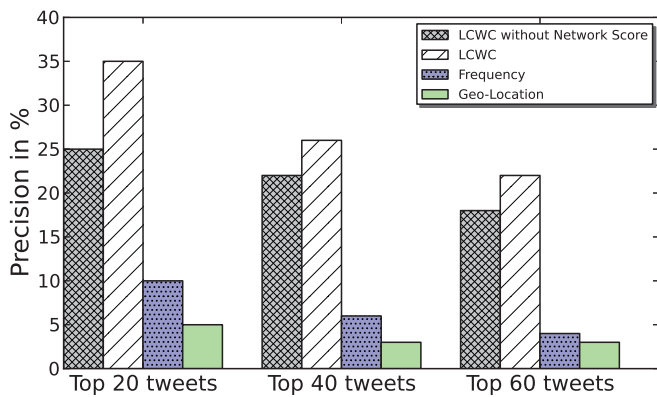 40
35
30
25
20
15
10
5
0
Precision in %
LCWC without Network Score
LCWC
Frequency
Geo-Location
Top 20 tweets
Top 40 tweets
Top 60 tweets